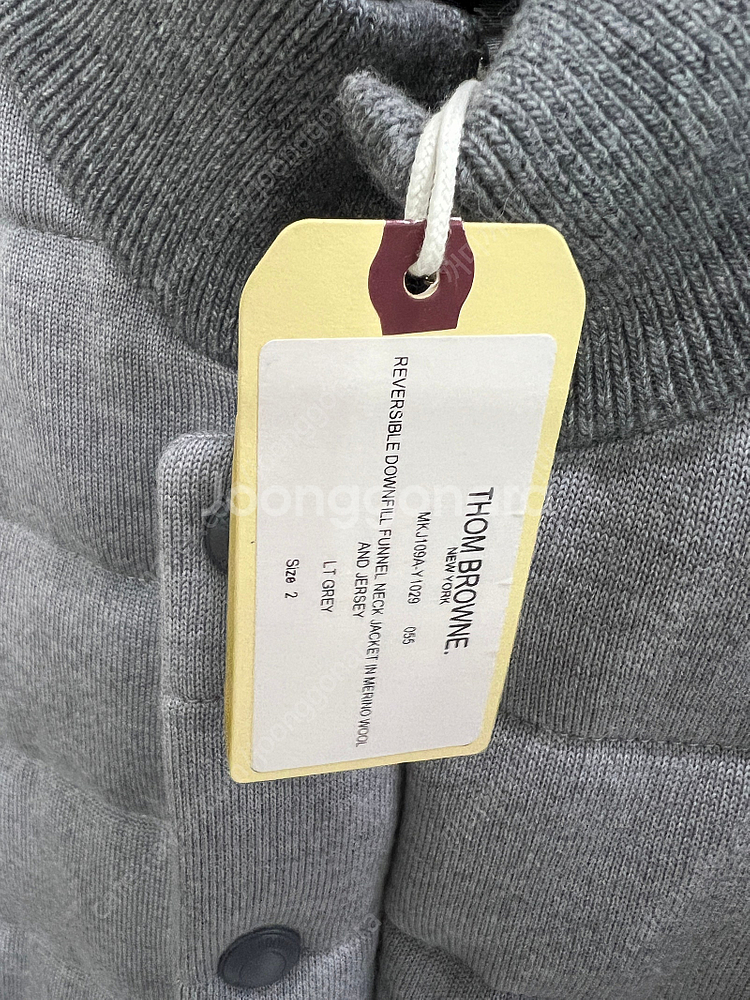 THOM BROWNE.
NEW YORK
MKJ109A-Y1029 055
REVERSIBLE DOWNFILL FUNNEL NECK JACKET IN MERINO WOOL
AND JERSEY
LT GREY
Size 2
joonggonara